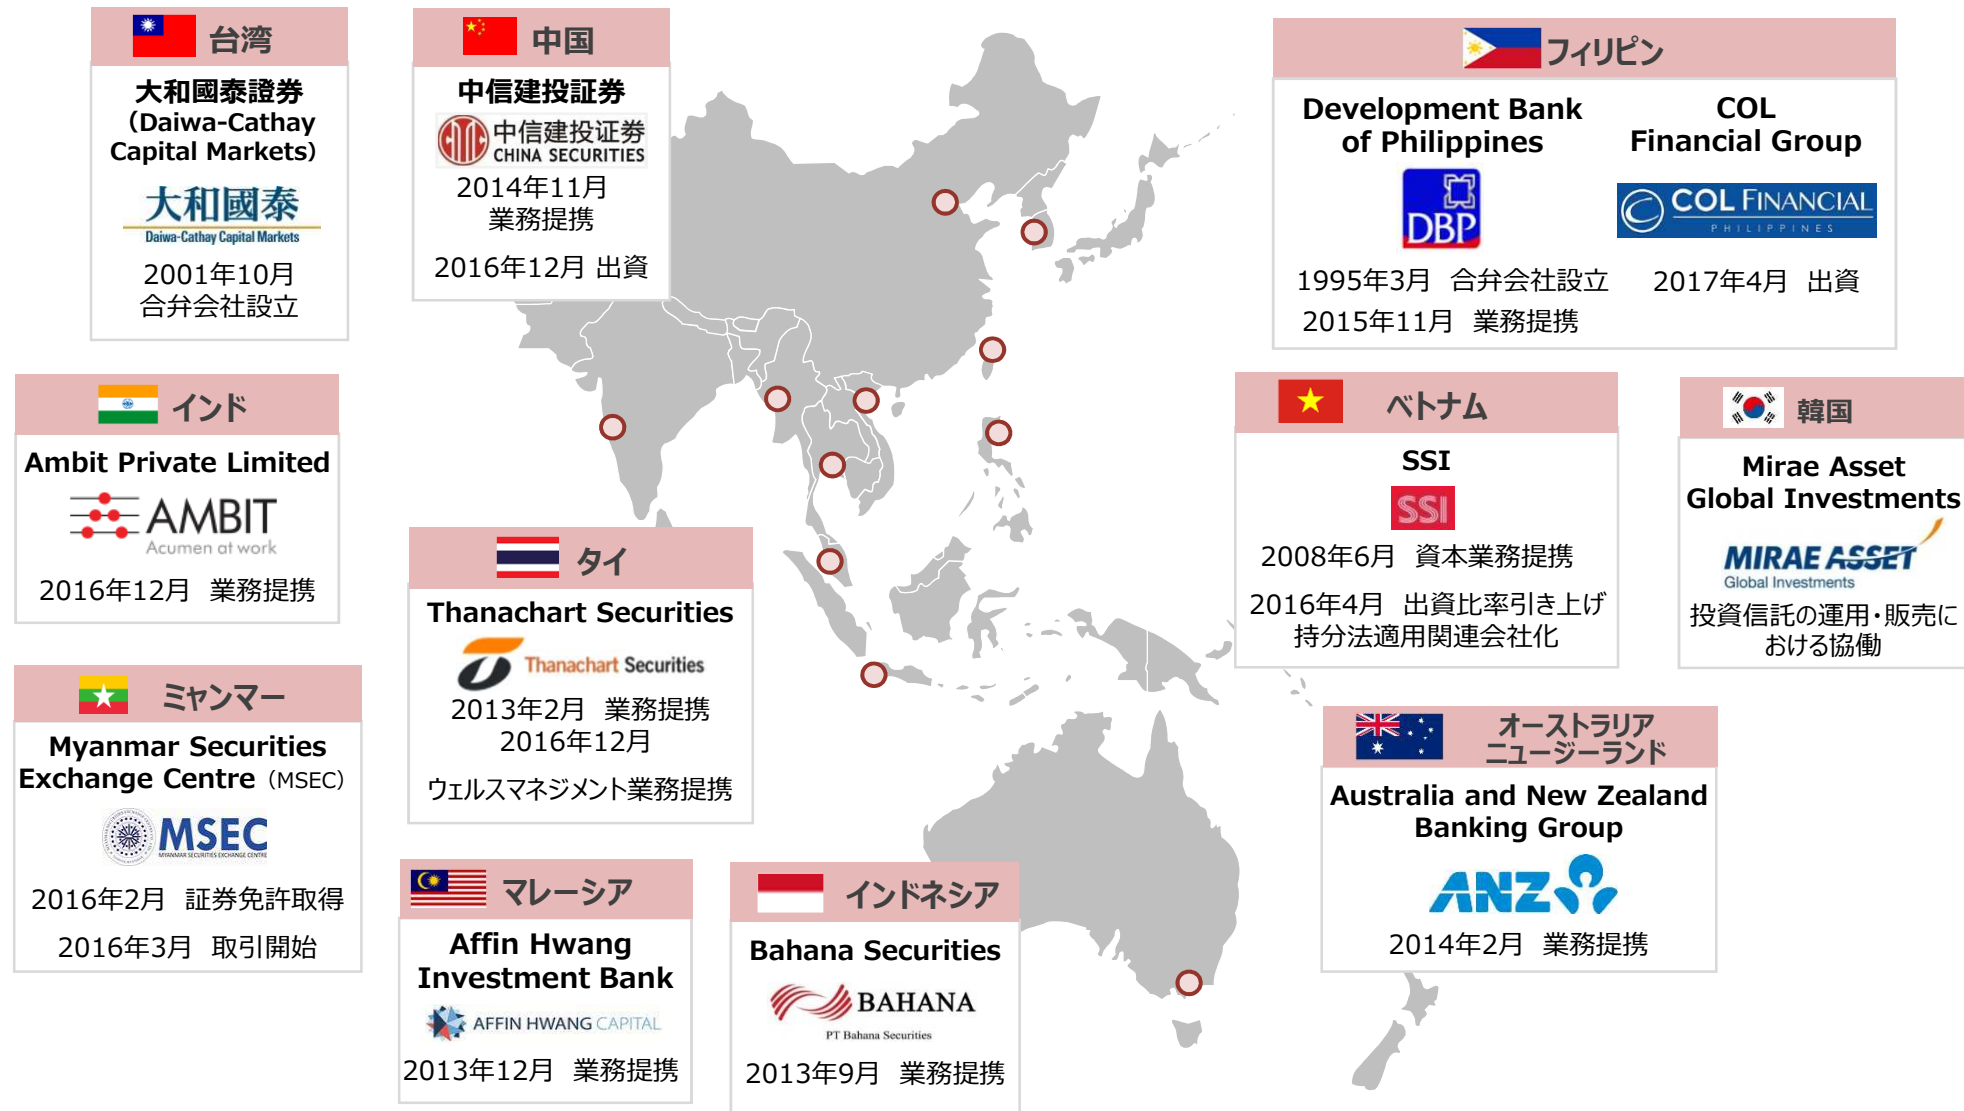 台湾
大和國泰證券
（Daiwa-Cathay
Capital Markets）
大和國泰
Daiwa-Cathay Capital Markets
2001年10月
合弁会社設立
中国
中信建投証券
中信建投证券
CHINA SECURITIES
2014年11月
業務提携
2016年12月 出資
フィリピン
Development Bank
of Philippines
DBP
1995年3月 合弁会社設立
2015年11月 業務提携
COL
Financial Group
COL FINANCIAL
PHILIPPINES
2017年4月 出資
インド
Ambit Private Limited
AMBIT
Acumen at work
2016年12月 業務提携
ベトナム
SSI
SSI
2008年6月 資本業務提携
2016年4月 出資比率引き上げ
持分法適用関連会社化
韓国
Mirae Asset
Global Investments
MIRAE ASSET
Global Investments
投資信託の運用・販売に
おける協働
タイ
Thanachart Securities
Thanachart Securities
2013年2月 業務提携
2016年12月
ウェルスマネジメント業務提携
ミャンマー
Myanmar Securities
Exchange Centre（MSEC）
MSEC
MYANMAR SECURITIES EXCHANGE CENTRE
2016年2月 証券免許取得
2016年3月 取引開始
オーストラリア
ニュージーランド
Australia and New Zealand
Banking Group
ANZ
2014年2月 業務提携
マレーシア
Affin Hwang
Investment Bank
AFFIN HWANG CAPITAL
2013年12月 業務提携
インドネシア
Bahana Securities
BAHANA
PT Bahana Securities
2013年9月 業務提携